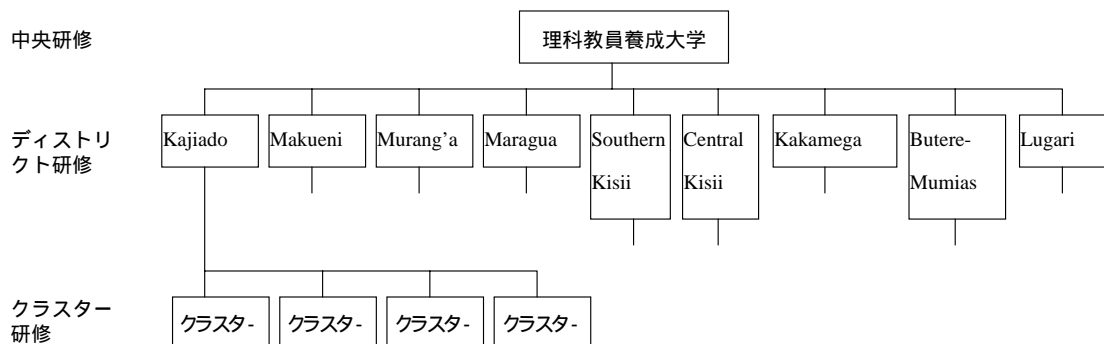 中央研修
理科教員養成大学
ディストリ
クト研修
Kajiado
Makueni
Murang'a
Maragua
Southern
Kisii
Central
Kisii
Kakamega
Butere-
Mumias
Lugari
クラスター
研修
クラスタ-
クラスタ-
クラスタ-
クラスタ-